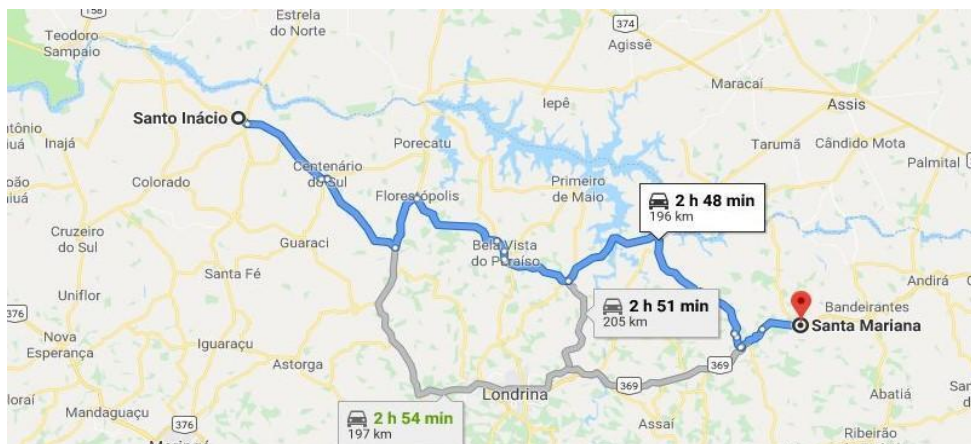 158
Estrela
do Norte
374
Teodoro
Sampaio
Agissê
Maracaí
Iepê
Assis
Santo Inácio
Inajá
Porecatu
Tarumã
Cândido Mota
Palmital
Centenário
do Sul
Colorado
Florestópolis
Primeiro
de Maio
2 h 48 min
196 km
Cruzeiro
do Sul
Guaraci
Bela Vista
do Paraíso
Santa Fé
Andirá
Uniflor
2 h 51 min
205 km
Bandeirantes
Santa Mariana
376
Nova
Esperança
Iguaraçu
Astorga
369
369
Londrina
Abatiá
Mandaguaçu
376
2 h 54 min
197 km
Assaí
Ribeirão